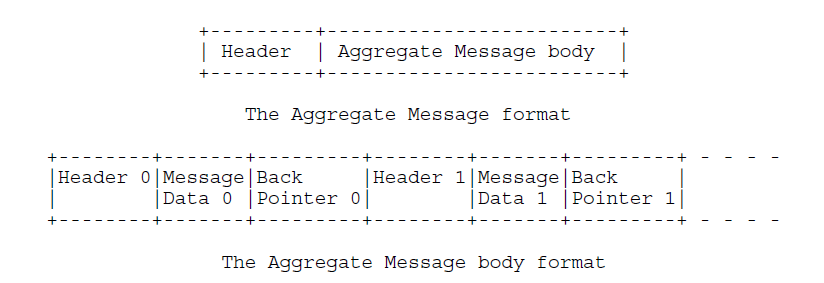 +---------+-------------------------+
| Header  | Aggregate Message body  |
+---------+-------------------------+
The Aggregate Message format
+--------+-------+---------+--------+-------+---------+ - - - -
|Header 0|Message|Back     |Header 1|Message|Back     |
|        |Data 0 |Pointer 0|        |Data 1 |Pointer 1|
+--------+-------+---------+--------+-------+---------+ - - - -
The Aggregate Message body format